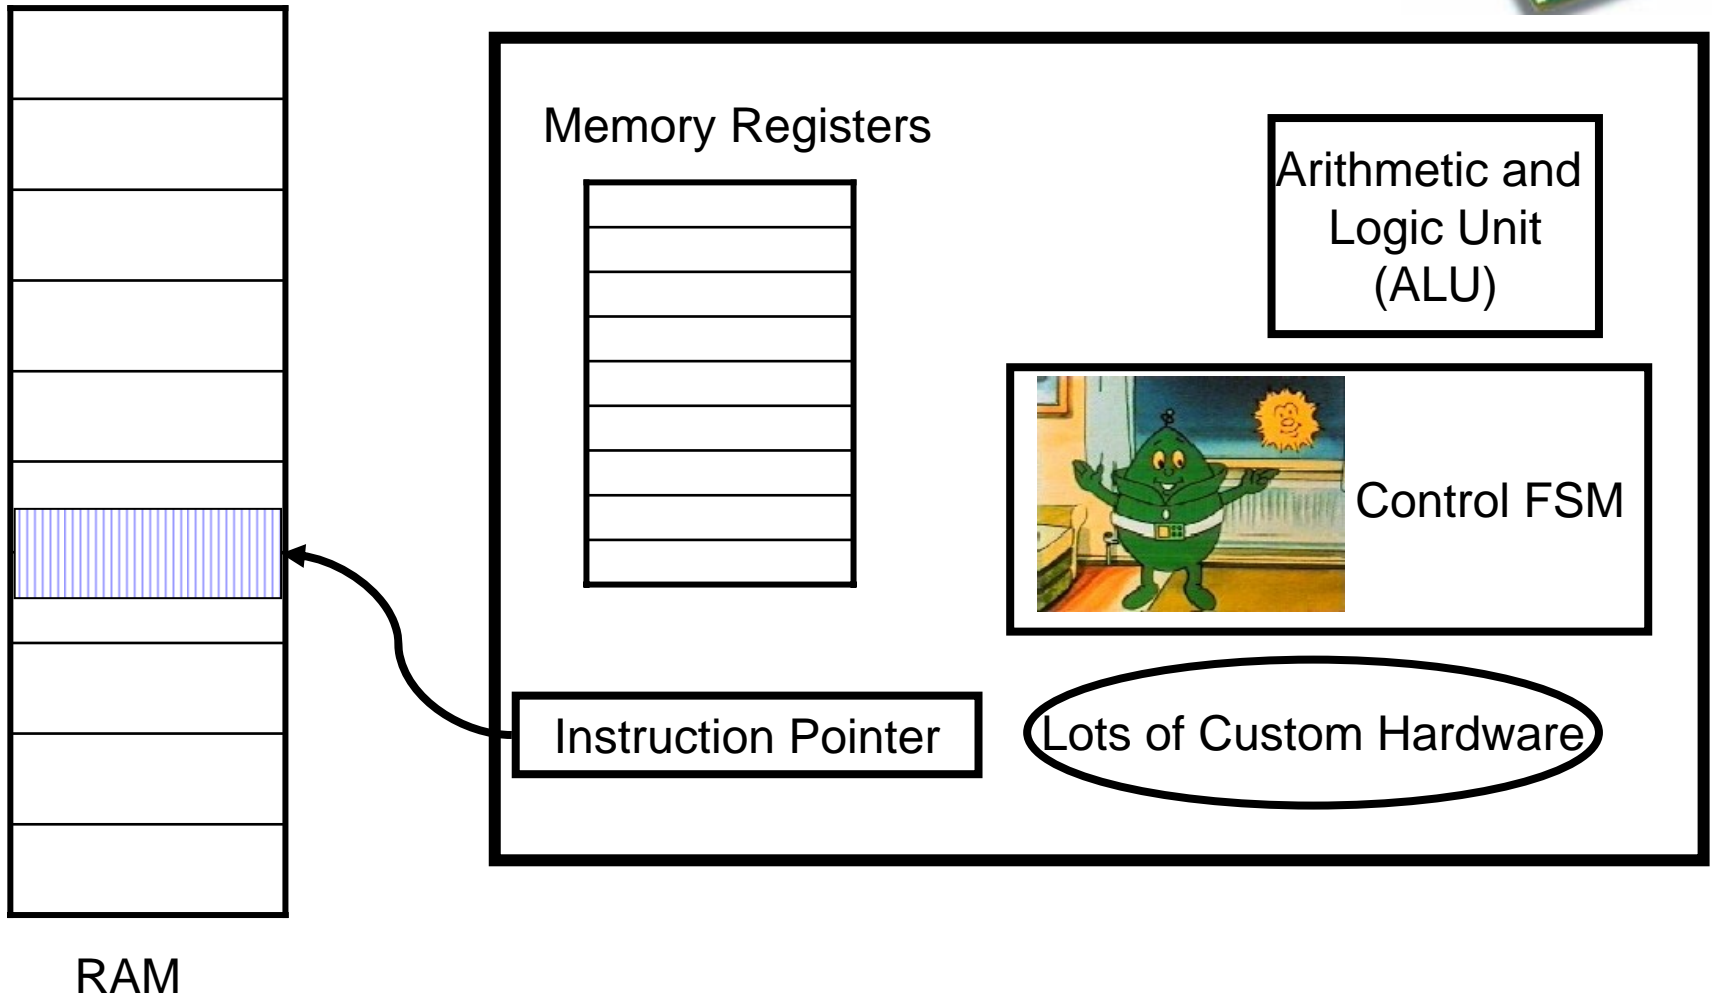 Memory Registers
Arithmetic and
Logic Unit
(ALU)
Control FSM
Instruction Pointer
Lots of Custom Hardware
RAM